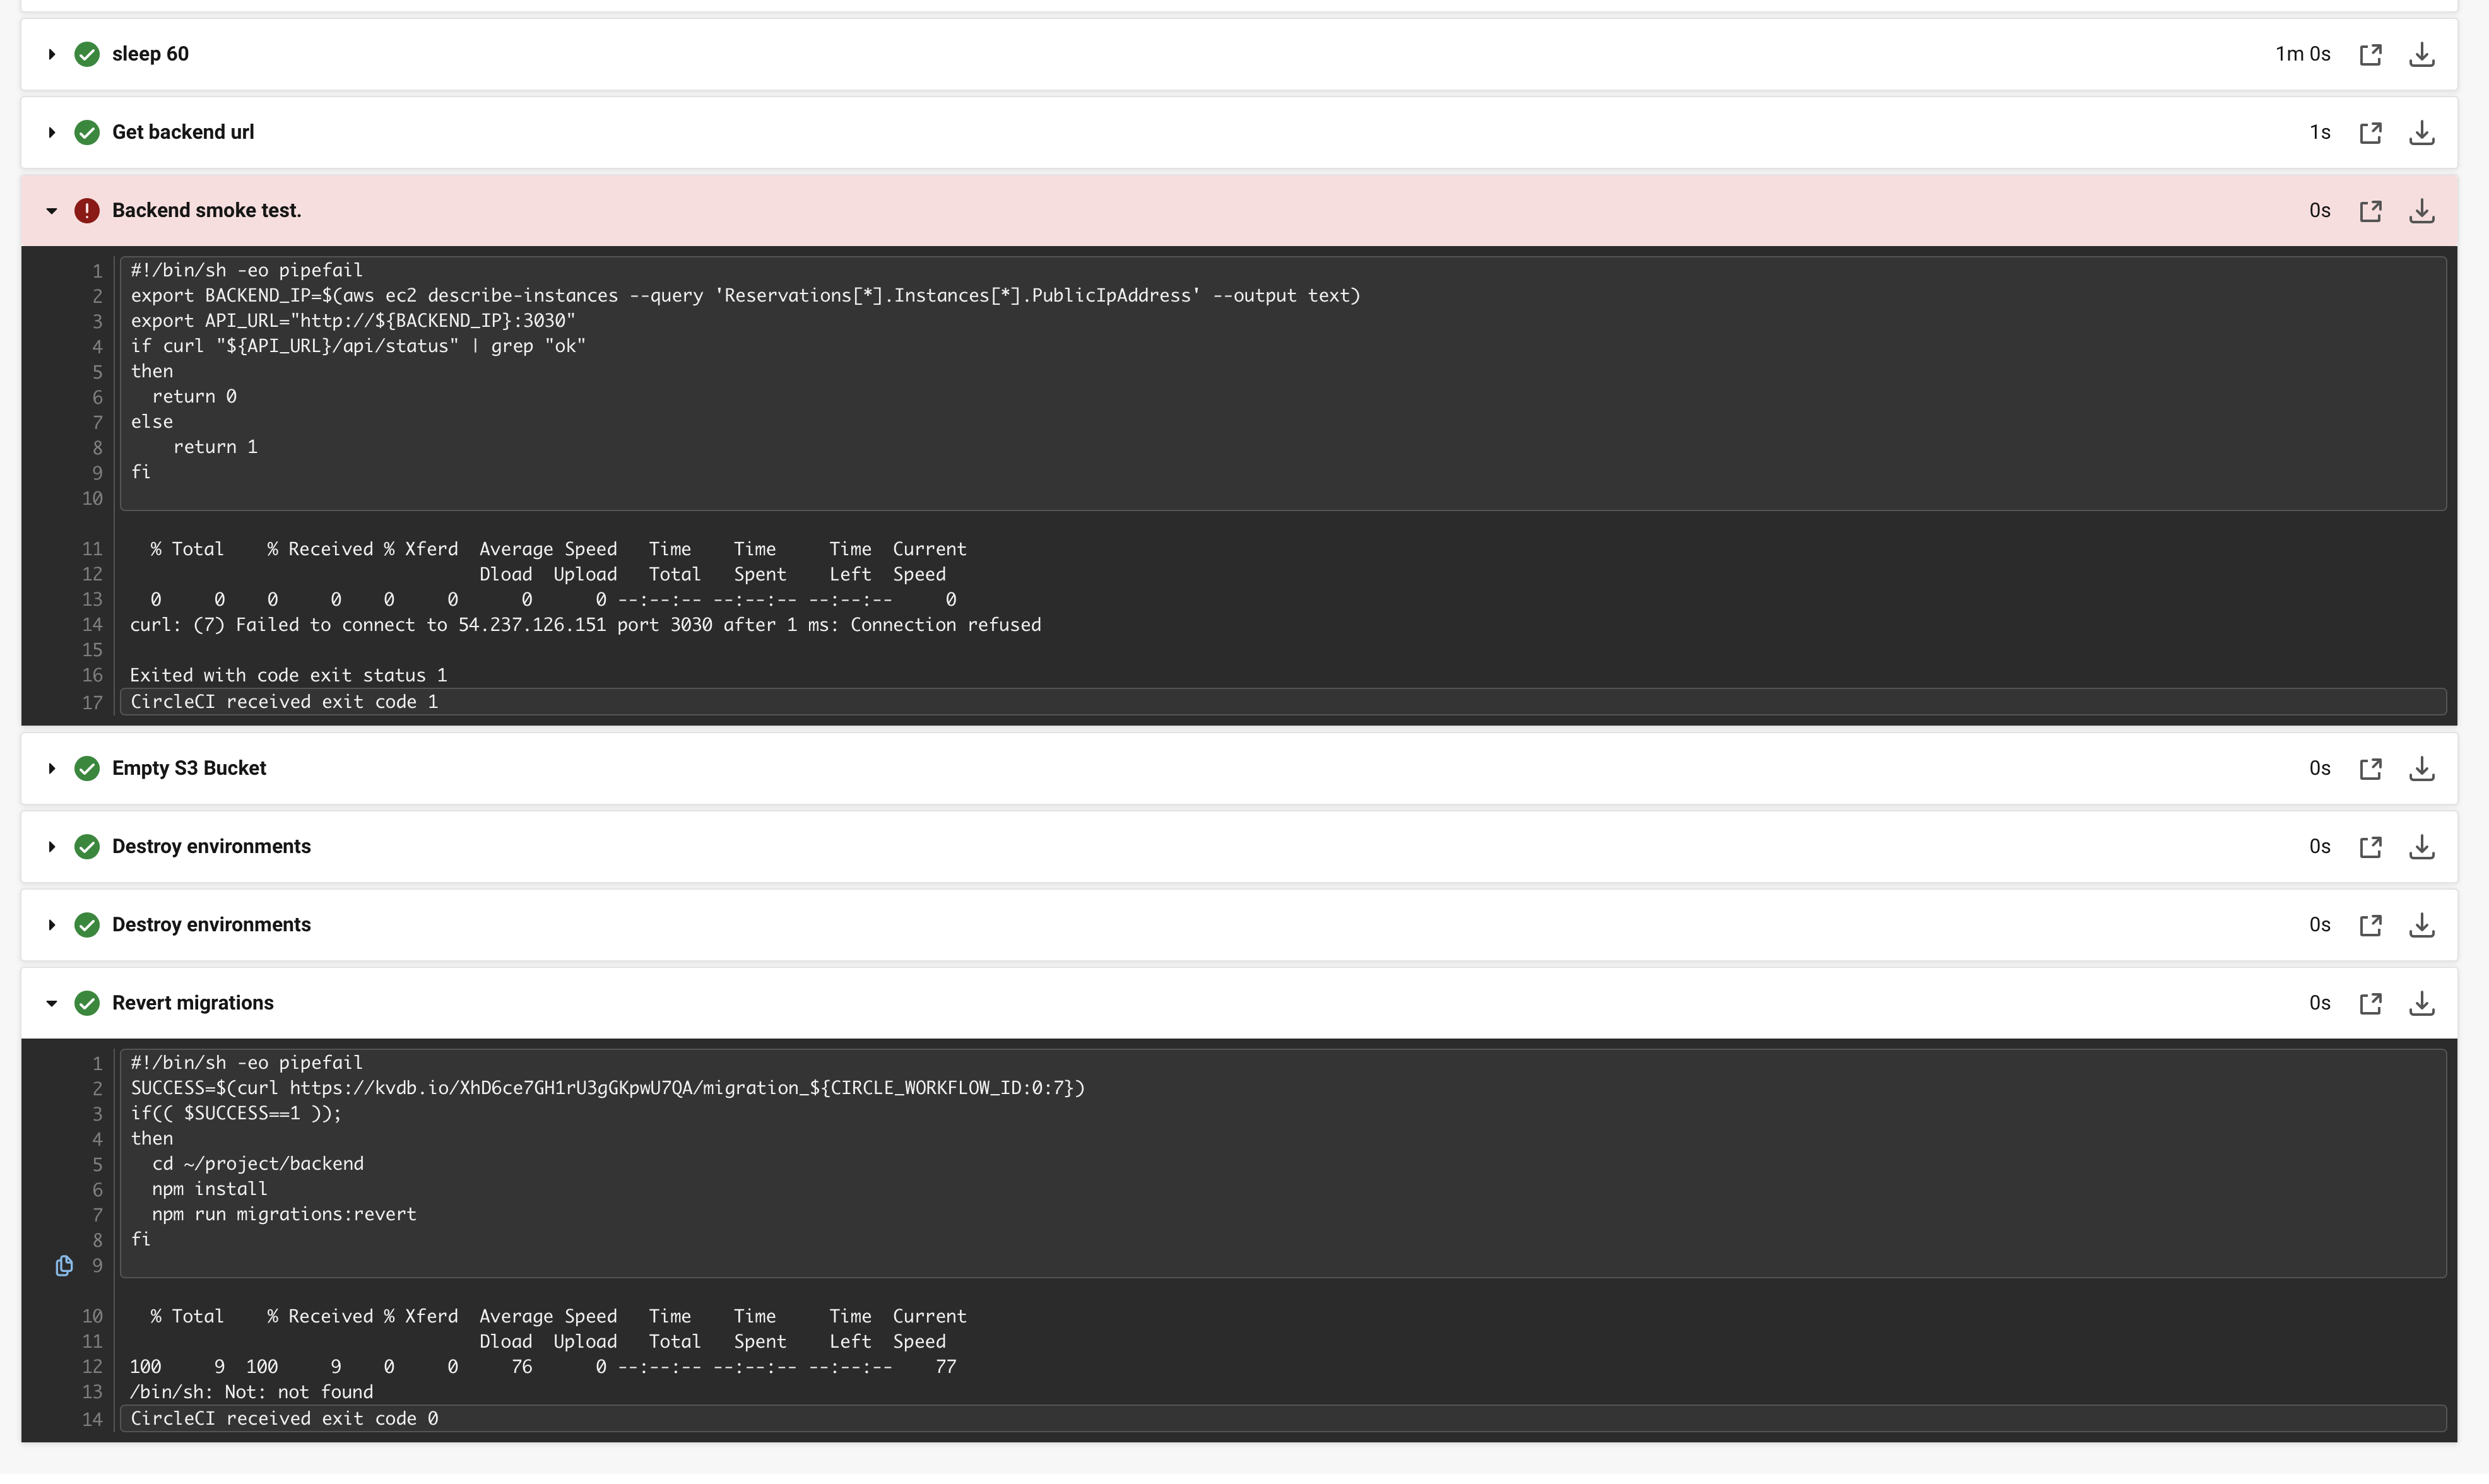 sleep 60 1m 0s
Get backend url 1s
Backend smoke test. 0s
1 #!/bin/sh -eo pipefail
2 export BACKEND_IP=$(aws ec2 describe-instances --query 'Reservations[*].Instances[*].PublicIpAddress' --output text)
3 export API_URL="http://${BACKEND_IP}:3030"
4 if curl "${API_URL}/api/status" | grep "ok"
5 then
6   return 0
7 else
8     return 1
9 fi
10
11   % Total    % Received % Xferd  Average Speed   Time    Time     Time  Current
12                                  Dload  Upload   Total   Spent    Left  Speed
13   0     0    0     0    0     0      0      0 --:--:-- --:--:-- --:--:--     0
14 curl: (7) Failed to connect to 54.237.126.151 port 3030 after 1 ms: Connection refused
15
16 Exited with code exit status 1
17 CircleCI received exit code 1
Empty S3 Bucket 0s
Destroy environments 0s
Destroy environments 0s
Revert migrations 0s
1 #!/bin/sh -eo pipefail
2 SUCCESS=$(curl https://kvdb.io/XhD6ce7GH1rU3gGKpwU7QA/migration_${CIRCLE_WORKFLOW_ID:0:7})
3 if(( $SUCCESS==1 ));
4 then
5   cd ~/project/backend
6   npm install
7   npm run migrations:revert
8 fi
9
10   % Total    % Received % Xferd  Average Speed   Time    Time     Time  Current
11                                  Dload  Upload   Total   Spent    Left  Speed
12 100     9  100     9    0     0     76      0 --:--:-- --:--:-- --:--:--    77
13 /bin/sh: Not: not found
14 CircleCI received exit code 0